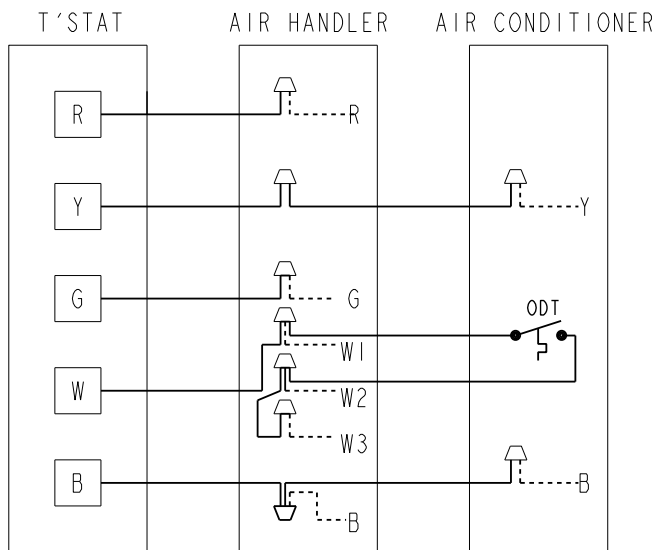 T'STAT AIR HANDLER AIR CONDITIONER
R R
Y Y
G G
ODT
W1
W W2
W3
B B
B